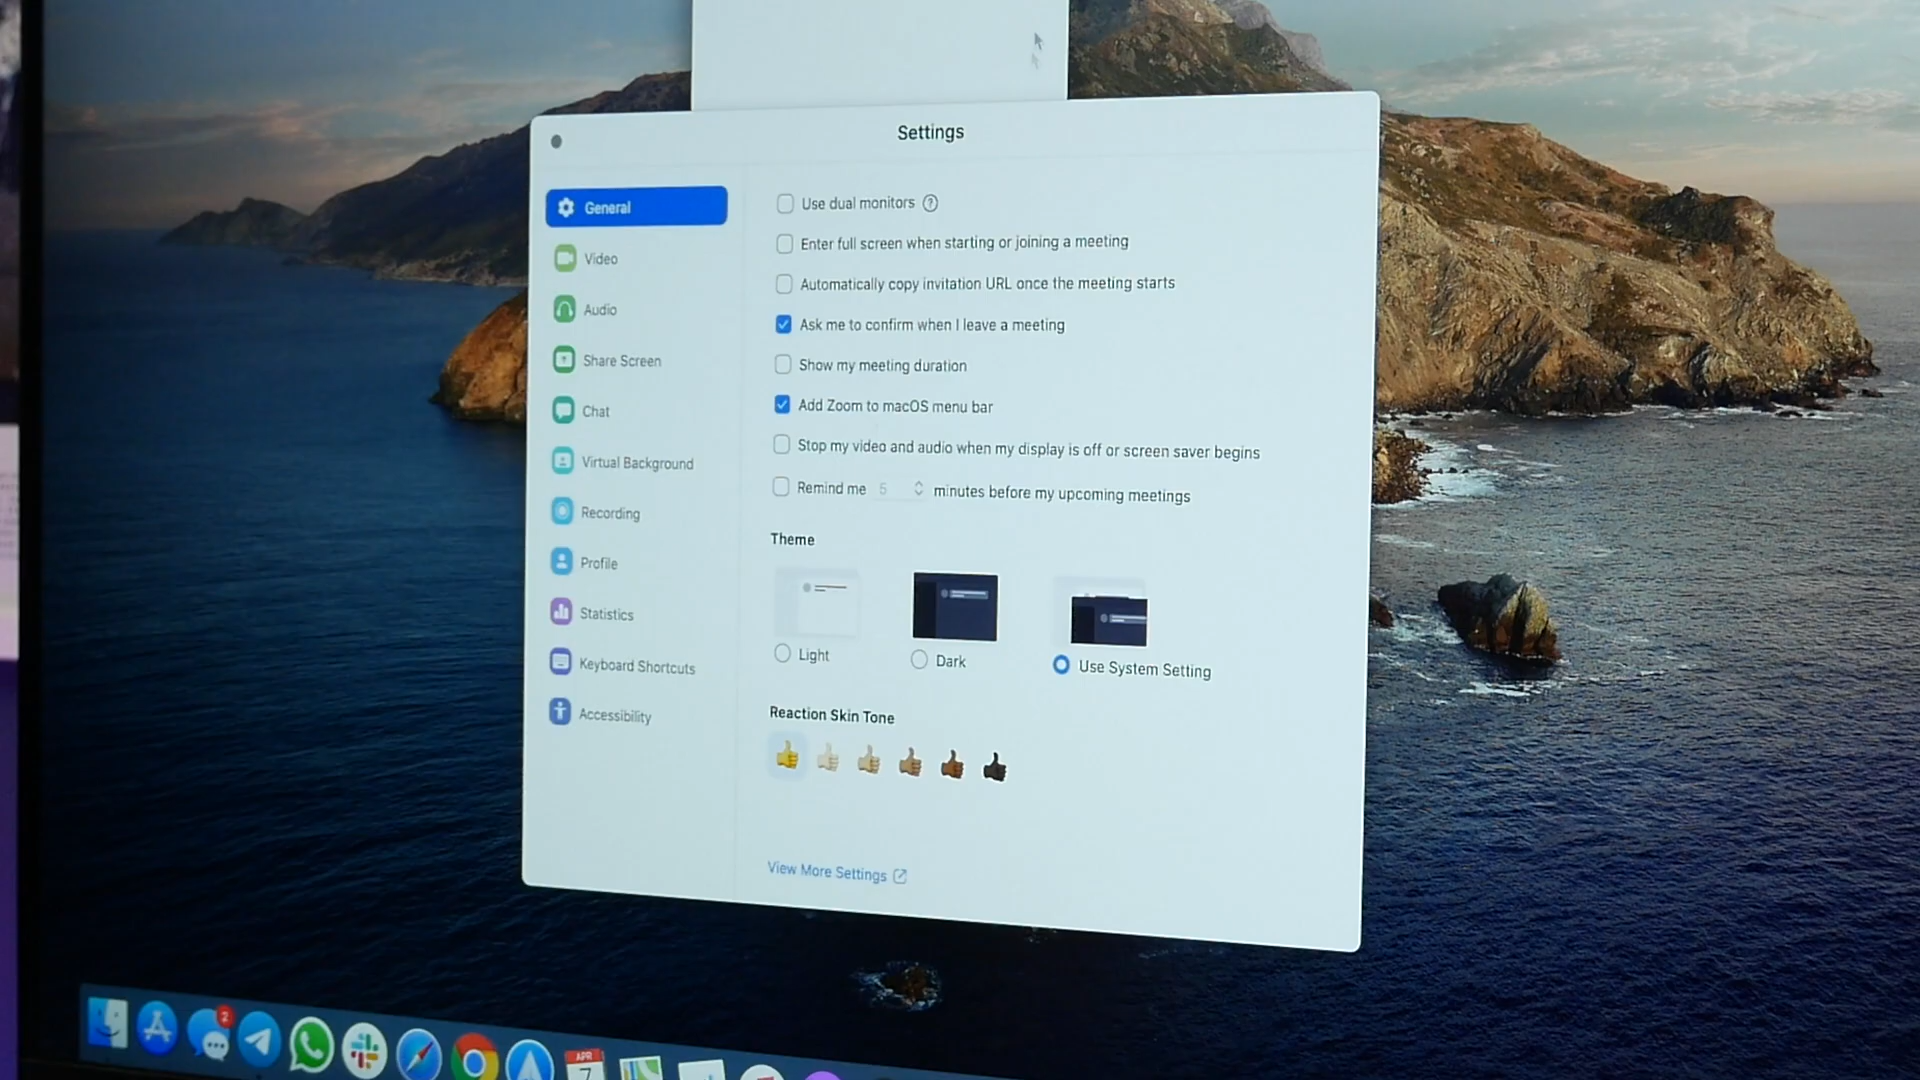 Settings
General
Video
Audio
Share Screen
Chat
Virtual Background
Recording
Profile
Statistics
Keyboard Shortcuts
Accessibility
Use dual monitors ?
Enter full screen when starting or joining a meeting
Automatically copy invitation URL once the meeting starts
Ask me to confirm when I leave a meeting
Show my meeting duration
Add Zoom to macOS menu bar
Stop my video and audio when my display is off or screen saver begins
Remind me 5 minutes before my upcoming meetings
Theme
Light
Dark
Use System Setting
Reaction Skin Tone
View More Settings
2
APR
7